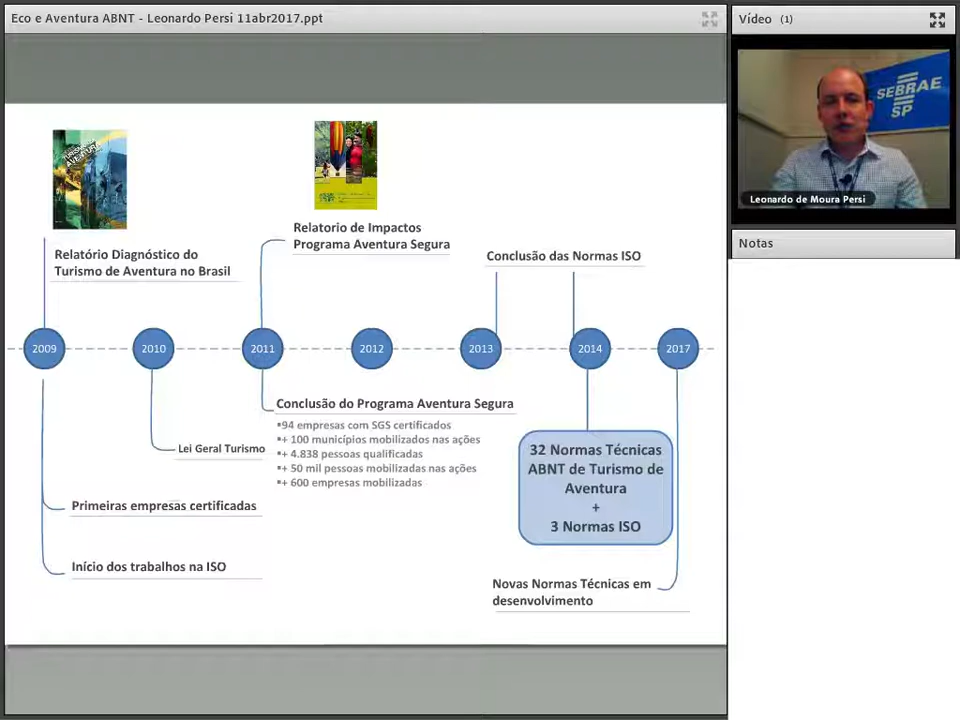 Eco e Aventura ABNT - Leonardo Persi 11abr2017.ppt
Relatório Diagnóstico do
Turismo de Aventura no Brasil
Relatorio de Impactos
Programa Aventura Segura
Conclusão das Normas ISO
2009
2010
2011
2012
2013
2014
2017
Conclusão do Programa Aventura Segura
▪94 empresas com SGS certificados
▪+ 100 municípios mobilizados nas ações
▪+ 4.838 pessoas qualificadas
▪+ 50 mil pessoas mobilizadas nas ações
▪+ 600 empresas mobilizadas
Lei Geral Turismo
Primeiras empresas certificadas
Início dos trabalhos na ISO
32 Normas Técnicas
ABNT de Turismo de
Aventura
+
3 Normas ISO
Novas Normas Técnicas em
desenvolvimento
Vídeo (1)
SEBRAE
SP
Leonardo de Moura Persi
Notas